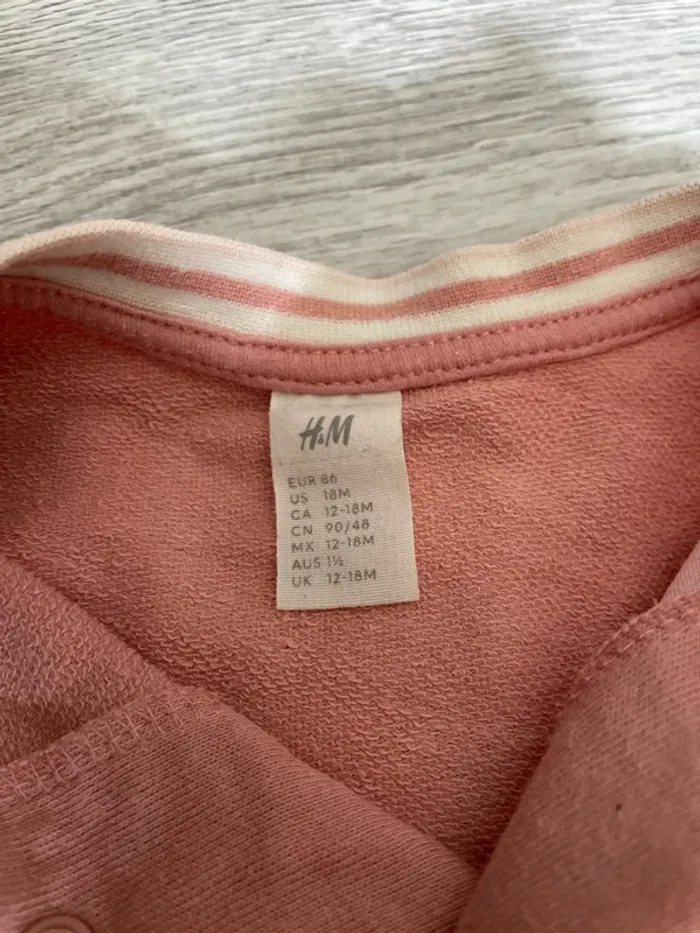 H&M
EUR 86
US 18M
CA 12-18M
CN 90/48
MX 12-18M
AUS 1½
UK 12-18M